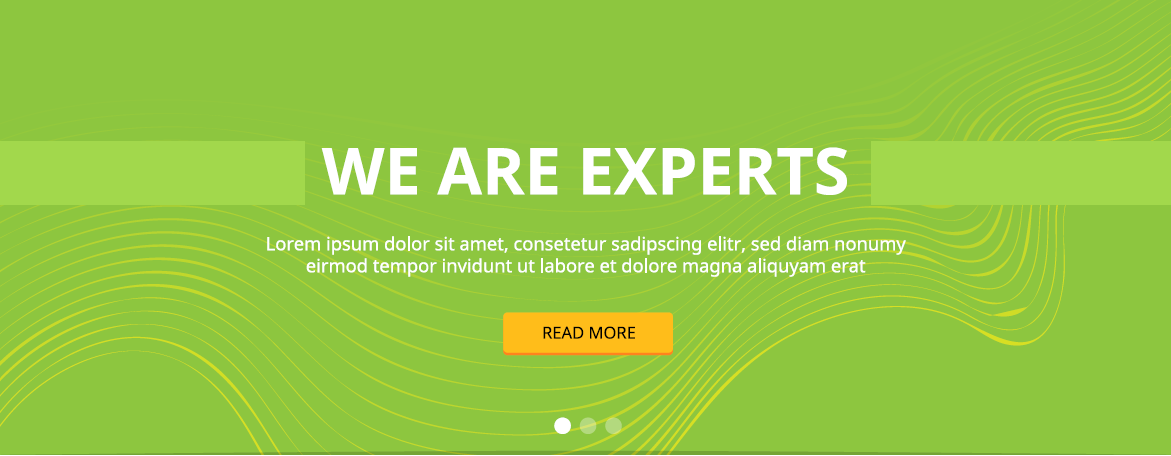 WE ARE EXPERTS
Lorem ipsum dolor sit amet, consetetur sadipscing elitr, sed diam nonumy
eirmod tempor invidunt ut labore et dolore magna aliquyam erat
READ MORE